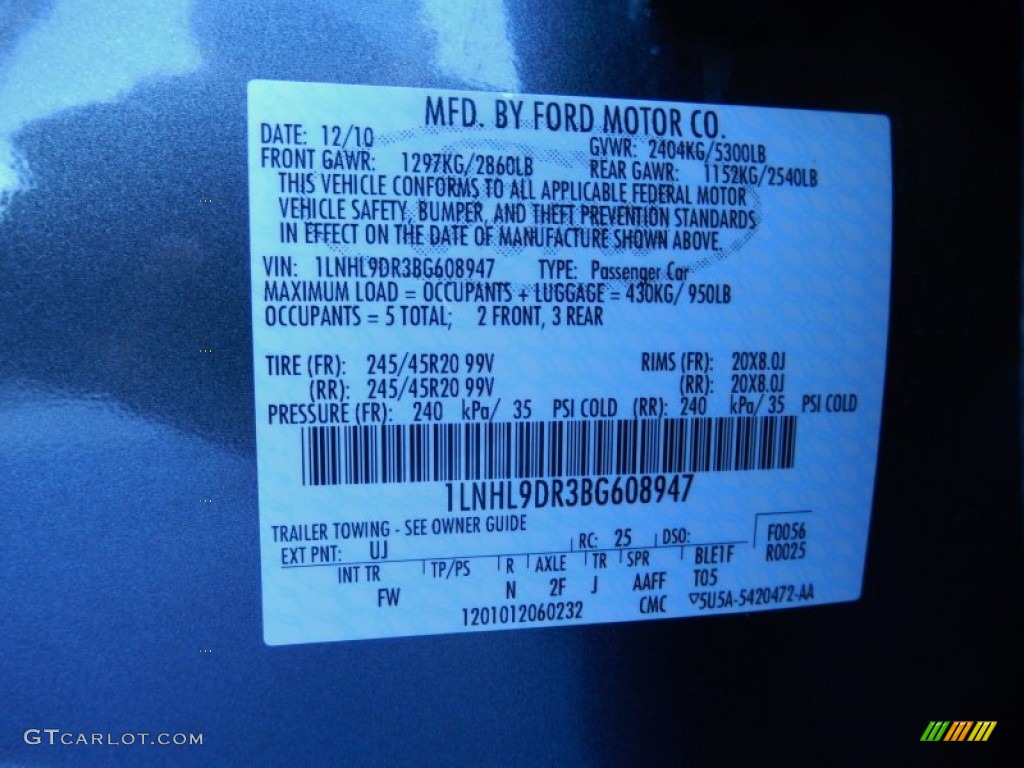 MFD. BY FORD MOTOR CO.
DATE: 12/10 GVWR: 2404KG/5300LB
FRONT GAWR: 1297KG/2860LB REAR GAWR: 1152KG/2540LB
THIS VEHICLE CONFORMS TO ALL APPLICABLE FEDERAL MOTOR
VEHICLE SAFETY, BUMPER, AND THEFT PREVENTION STANDARDS
IN EFFECT ON THE DATE OF MANUFACTURE SHOWN ABOVE.
VIN: 1LNHL9DR3BG608947 TYPE: Passenger Car
MAXIMUM LOAD = OCCUPANTS + LUGGAGE = 430KG/ 950LB
OCCUPANTS = 5 TOTAL; 2 FRONT, 3 REAR
TIRE (FR): 245/45R20 99V RIMS (FR): 20X8.0J
(RR): 245/45R20 99V (RR): 20X8.0J
PRESSURE (FR): 240 kPa/ 35 PSI COLD (RR): 240 kPa/ 35 PSI COLD
1LNHL9DR3BG608947
TRAILER TOWING - SEE OWNER GUIDE
EXT PNT: UJ RC: 25 DSO: F0056
INT TR TP/PS R AXLE TR SPR BLE1F R0025
FW N 2F J AAFF T05
1201012060232 CMC ▽5U5A-5420472-AA
GTCARLOT.COM